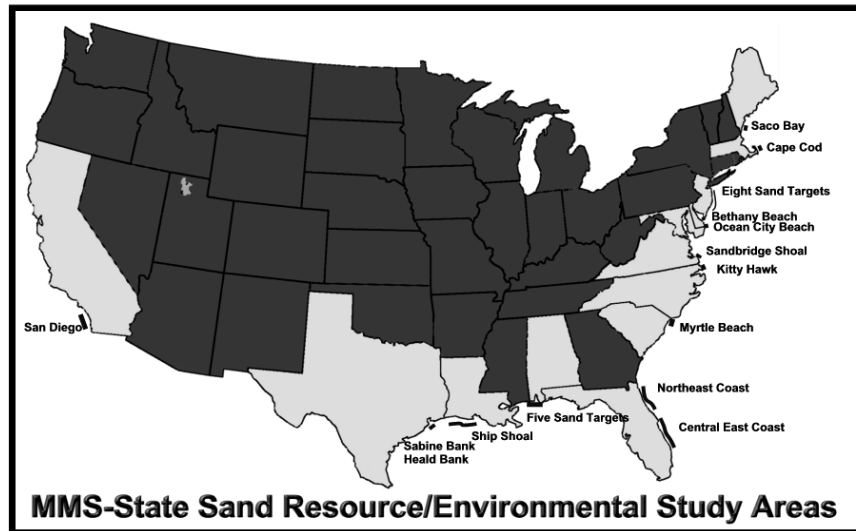 Saco Bay
Cape Cod
Eight Sand Targets
Bethany Beach
Ocean City Beach
Sandbridge Shoal
Kitty Hawk
San Diego
Myrtle Beach
Northeast Coast
Five Sand Targets
Central East Coast
Ship Shoal
Sabine Bank
Heald Bank
MMS-State Sand Resource/Environmental Study Areas